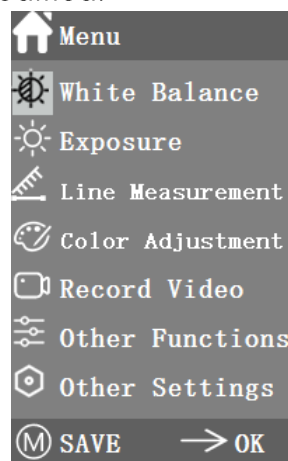 Menu
White Balance
Exposure
Line Measurement
Color Adjustment
Record Video
Other Functions
Other Settings
M SAVE OK